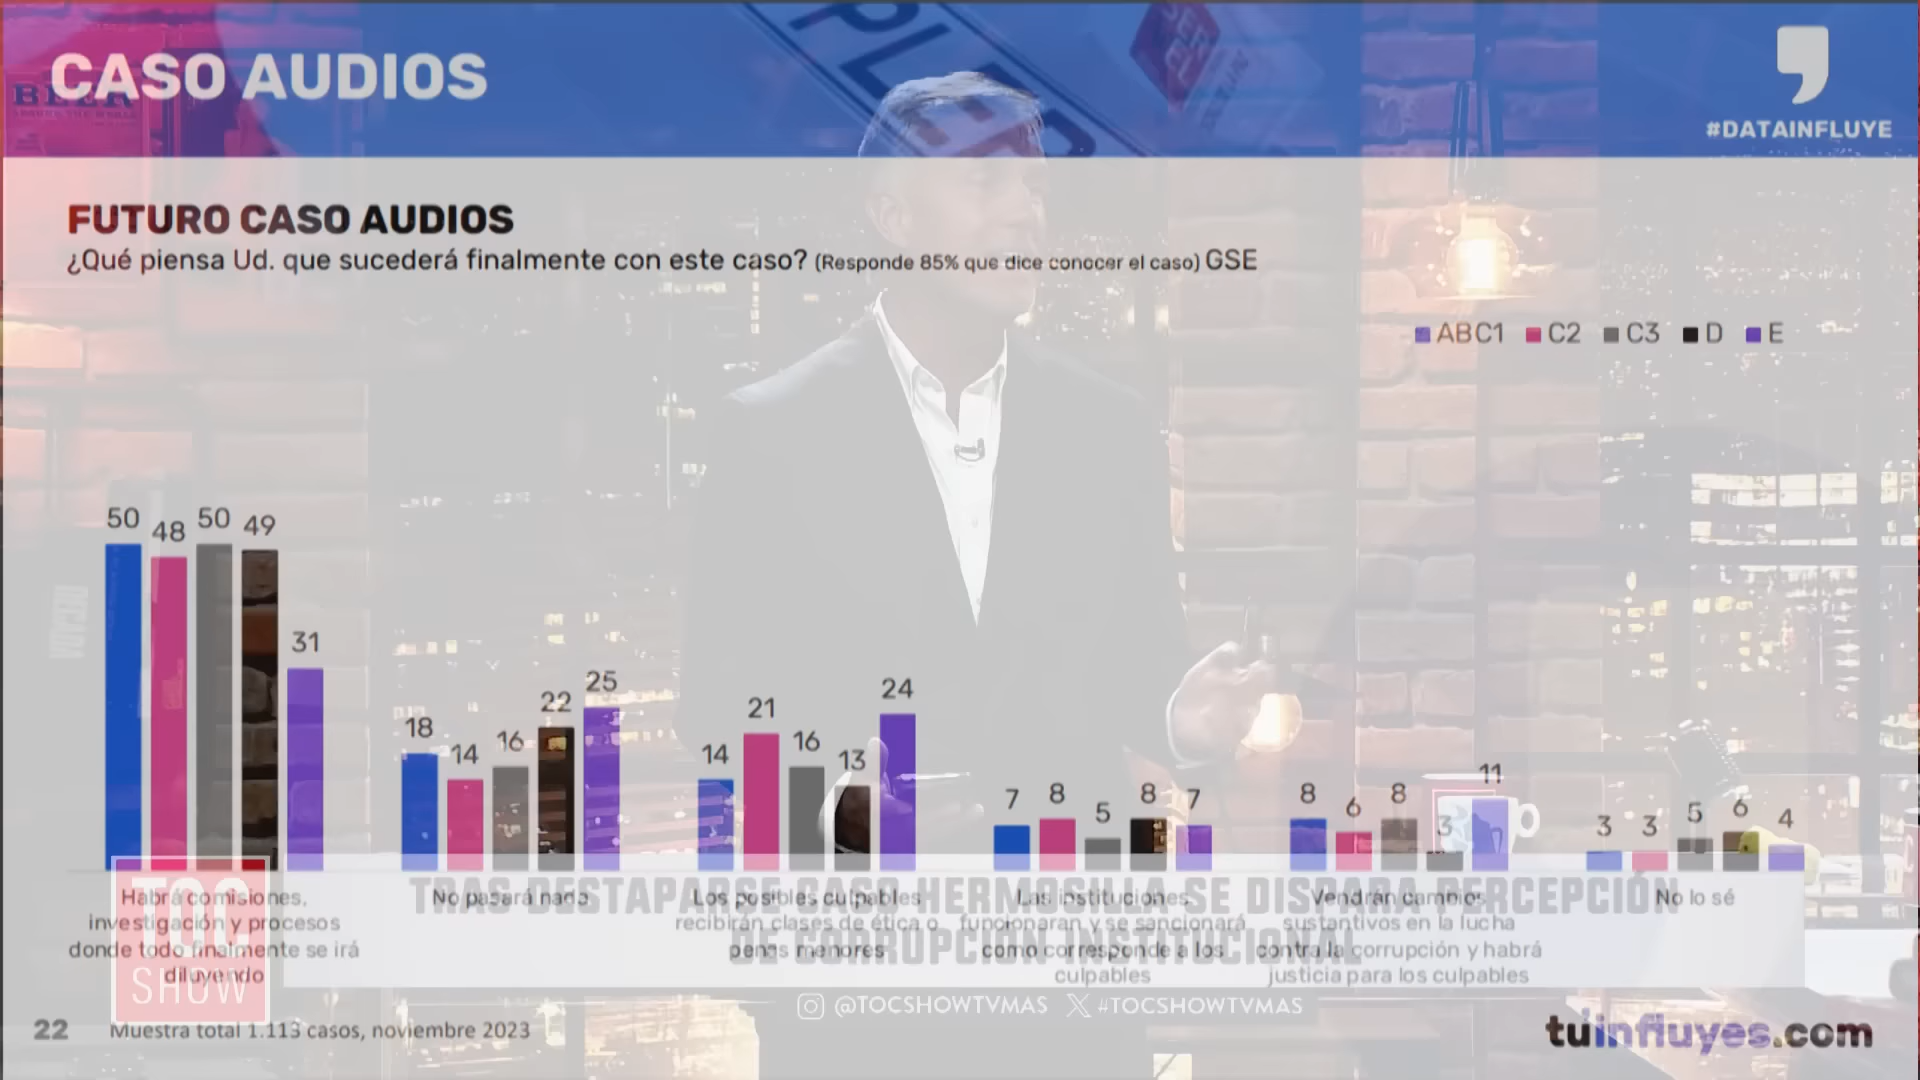 CASO AUDIOS
BEER
#DATAINFLUYE
FUTURO CASO AUDIOS
¿Qué piensa Ud. que sucederá finalmente con este caso? (Responde 85% que dice conocer el caso) GSE
ABC1 C2 C3 D E
50 48 50 49 31
18 14 16 22 25
14 21 16 13 24
7 8 5 8 7
8 6 8 3 11
3 3 5 6 4
Habrá comisiones,
investigación y procesos
donde todo finalmente se irá
diluyendo
No pasará nada
Los posibles culpables
recibirán clases de ética o
penas menores
Las instituciones
funcionaran y se sancionará
como corresponde a los
culpables
Vendrán cambios
sustantivos en la lucha
contra la corrupción y habrá
justicia para los culpables
No lo sé
TRAS DESTAPARSE CASO HERMOSILLA SE DISPARA PERCEPCIÓN
DE CORRUPCIÓN INSTITUCIONAL
TOC
SHOW
@TOCSHOWTVMAS #TOCSHOWTVMAS
22 Muestra total 1.113 casos, noviembre 2023
tuinfluyes.com